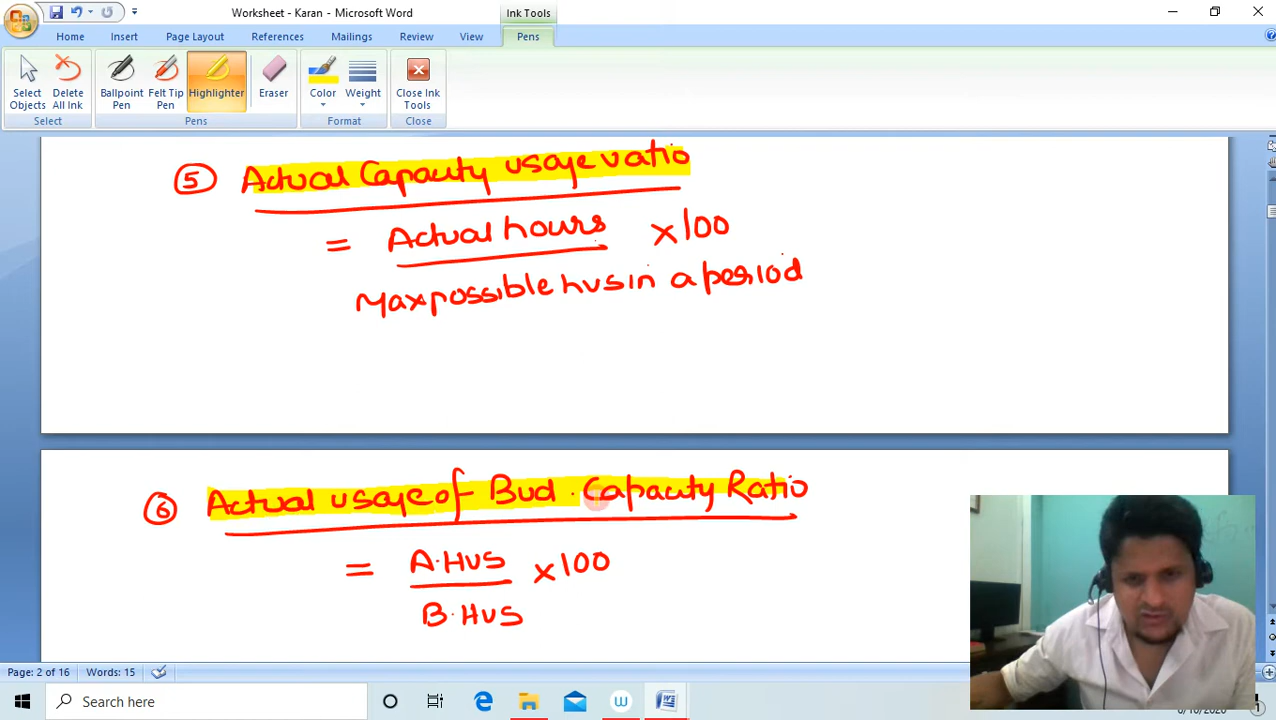 Worksheet - Karan - Microsoft Word
Ink Tools
Home Insert Page Layout References Mailings Review View Pens
Select Objects
Delete All Ink
Ballpoint Pen
Felt Tip Pen
Highlighter
Eraser
Color
Weight
Close Ink Tools
Select Pens Format Close
5 Actual Capacity usage ratio
= Actual hours x100
Max possible hrs in a period
6 Actual usage of Bud. Capacity Ratio
= A.Hrs x100
B.Hrs
Page: 2 of 16 Words: 15
Search here